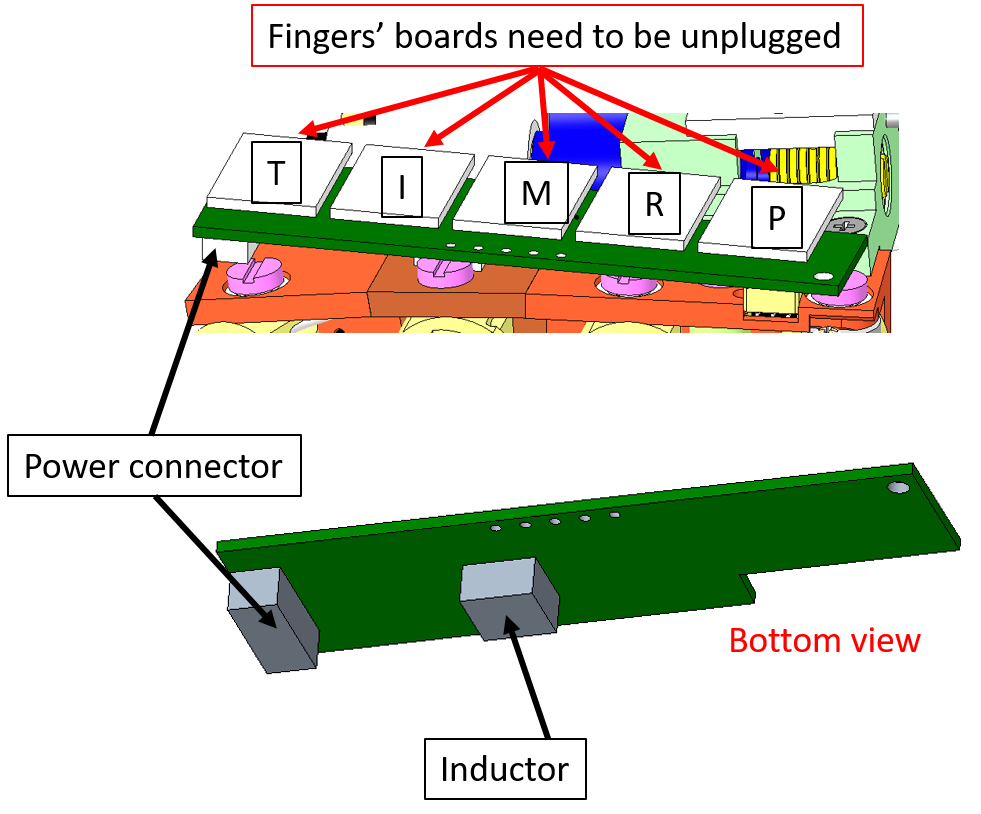 Fingers’ boards need to be unplugged
T
I
M
R
P
Power connector
Bottom view
Inductor